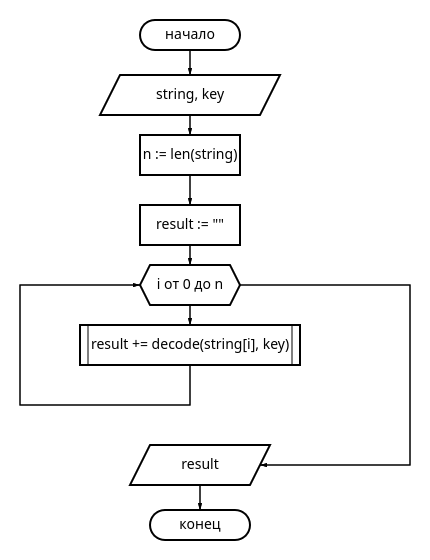 начало
string, key
n := len(string)
result := ""
i от 0 до n
result += decode(string[i], key)
result
конец